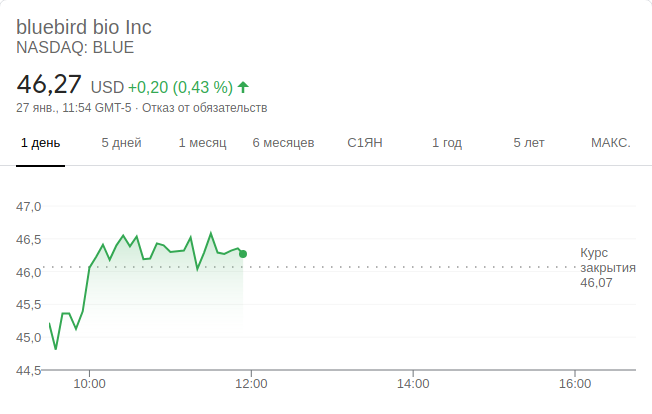 bluebird bio Inc
NASDAQ: BLUE
46,27 USD +0,20 (0,43 %)
27 янв., 11:54 GMT-5 · Отказ от обязательств
1 день 5 дней 1 месяц 6 месяцев С1ЯН 1 год 5 лет МАКС.
47,0
46,5
Курс
закрытия
46,07
46,0
45,5
45,0
44,5
10:00 12:00 14:00 16:00